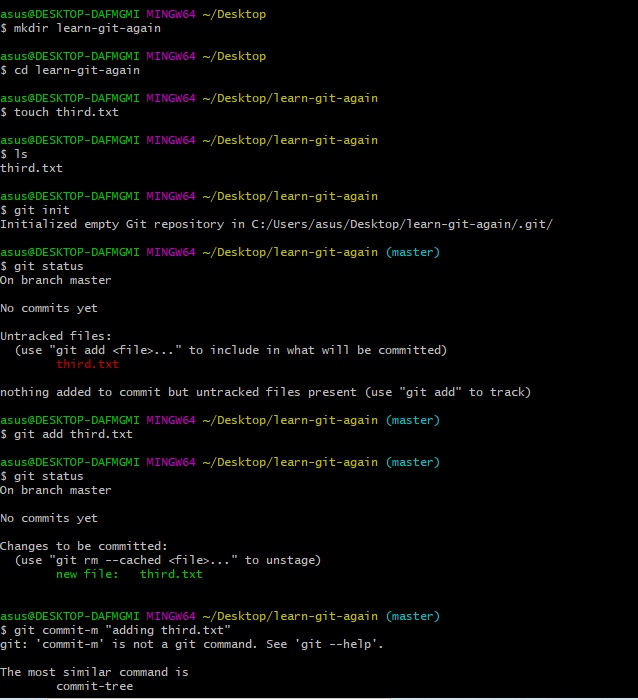 asus@DESKTOP-DAFMGMI MINGW64 ~/Desktop
$ mkdir learn-git-again
asus@DESKTOP-DAFMGMI MINGW64 ~/Desktop
$ cd learn-git-again
asus@DESKTOP-DAFMGMI MINGW64 ~/Desktop/learn-git-again
$ touch third.txt
asus@DESKTOP-DAFMGMI MINGW64 ~/Desktop/learn-git-again
$ ls
third.txt
asus@DESKTOP-DAFMGMI MINGW64 ~/Desktop/learn-git-again
$ git init
Initialized empty Git repository in C:/Users/asus/Desktop/learn-git-again/.git/
asus@DESKTOP-DAFMGMI MINGW64 ~/Desktop/learn-git-again (master)
$ git status
On branch master
No commits yet
Untracked files:
  (use "git add <file>..." to include in what will be committed)
        third.txt
nothing added to commit but untracked files present (use "git add" to track)
asus@DESKTOP-DAFMGMI MINGW64 ~/Desktop/learn-git-again (master)
$ git add third.txt
asus@DESKTOP-DAFMGMI MINGW64 ~/Desktop/learn-git-again (master)
$ git status
On branch master
No commits yet
Changes to be committed:
  (use "git rm --cached <file>..." to unstage)
        new file:   third.txt
asus@DESKTOP-DAFMGMI MINGW64 ~/Desktop/learn-git-again (master)
$ git commit-m "adding third.txt"
git: 'commit-m' is not a git command. See 'git --help'.
The most similar command is
        commit-tree